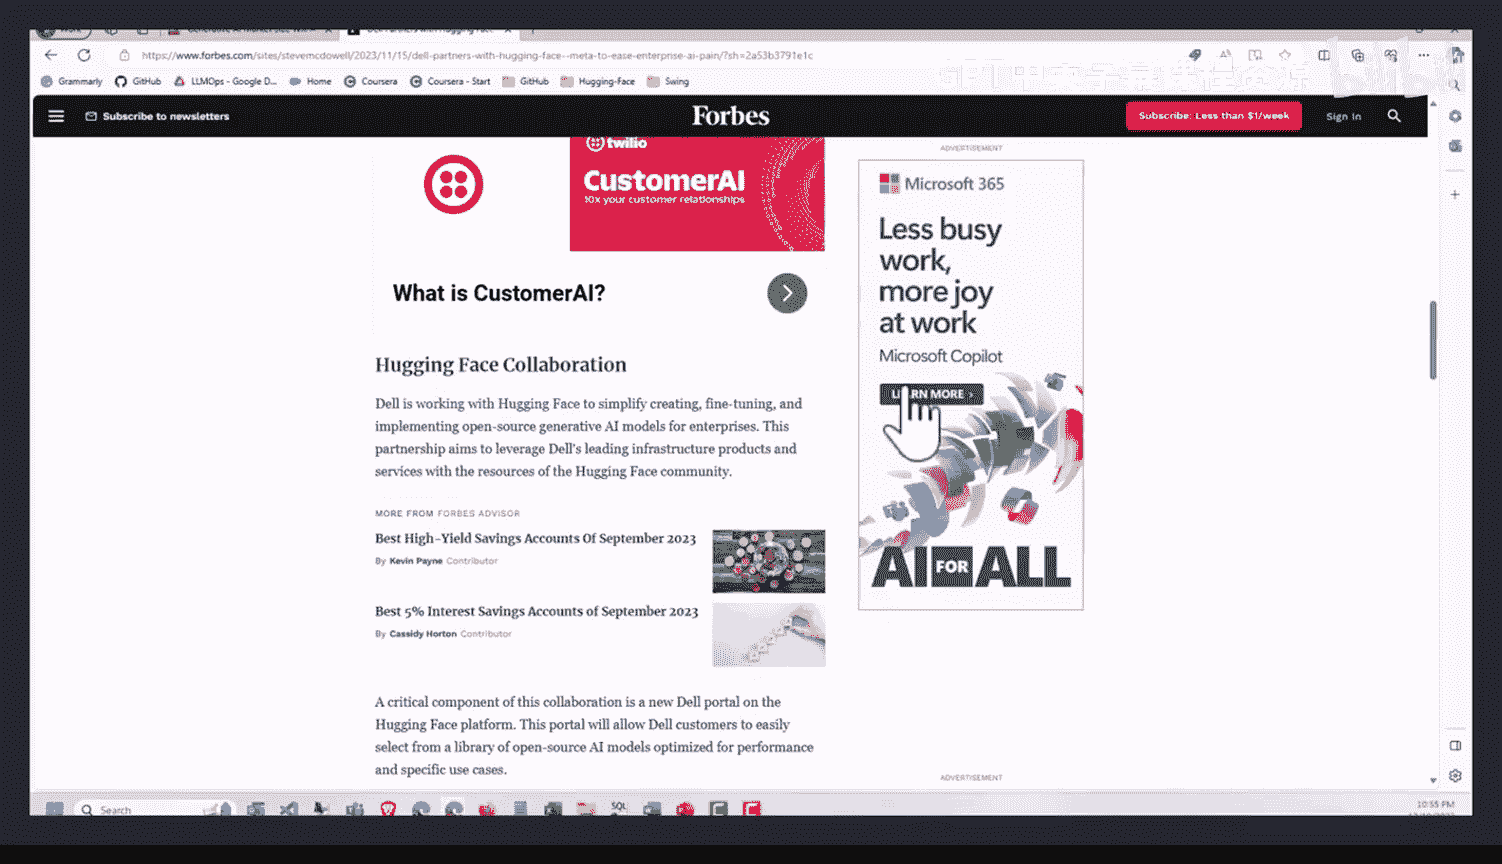 https://www.forbes.com/sites/stevemcdowell/2023/11/15/dell-partners-with-hugging-face--meta-to-ease-enterprise-ai-pain/?sh=2a53b3791e1c
Grammarly GitHub LLMOps - Google D... Home Coursera Coursera - Start GitHub Hugging-Face Swing
Subscribe to newsletters
Forbes
Subscribe: Less than $1/week
Sign In
twilio
CustomerAI
10x your customer relationships
What is CustomerAI?
Hugging Face Collaboration
Dell is working with Hugging Face to simplify creating, fine-tuning, and
implementing open-source generative AI models for enterprises. This
partnership aims to leverage Dell's leading infrastructure products and
services with the resources of the Hugging Face community.
MORE FROM FORBES ADVISOR
Best High-Yield Savings Accounts Of September 2023
By Kevin Payne Contributor
Best 5% Interest Savings Accounts of September 2023
By Cassidy Horton Contributor
A critical component of this collaboration is a new Dell portal on the
Hugging Face platform. This portal will allow Dell customers to easily
select from a library of open-source AI models optimized for performance
and specific use cases.
ADVERTISEMENT
Microsoft 365
Less busy
work,
more joy
at work
Microsoft Copilot
MORE
AI FOR ALL
ADVERTISEMENT
Search
SQL
10:55 PM